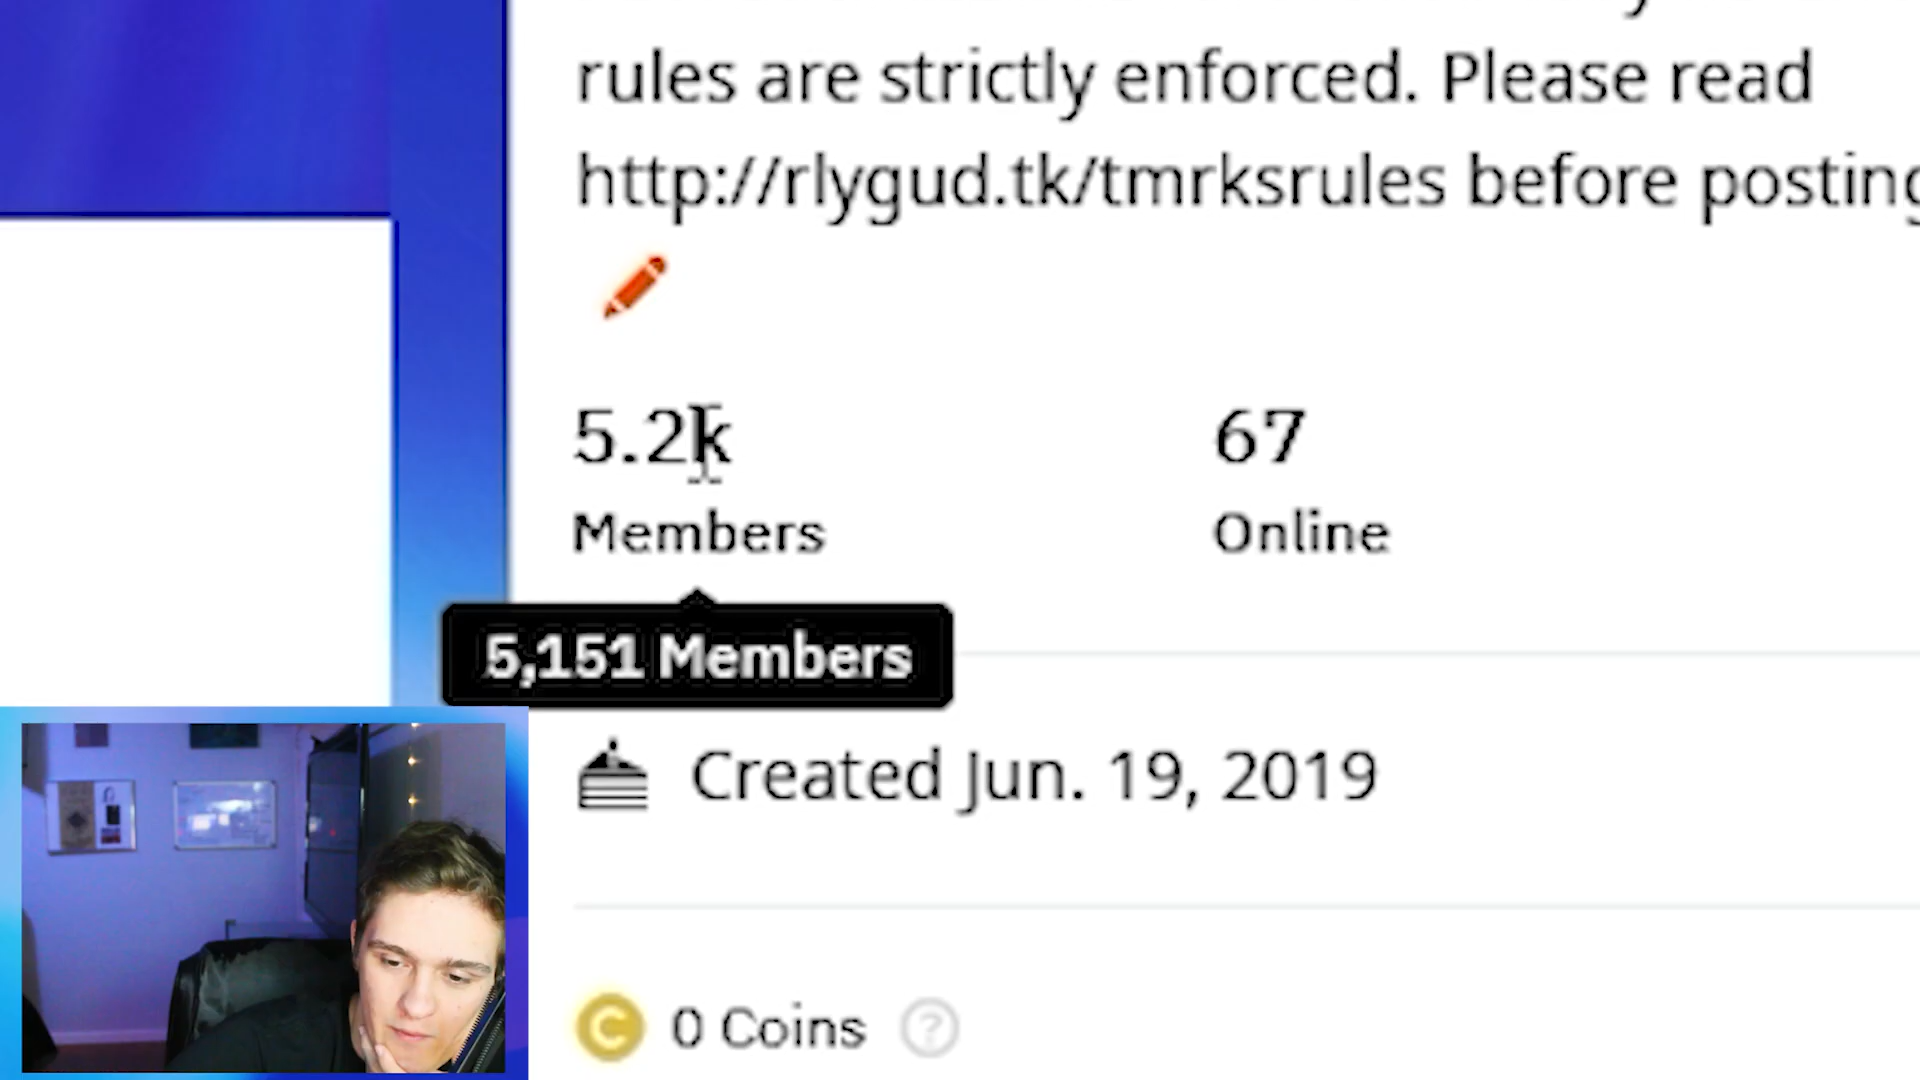 rules are strictly enforced. Please read
http://rlygud.tk/tmrksrules before posting
5.2k
67
Members
Online
5,151 Members
Created Jun. 19, 2019
0 Coins